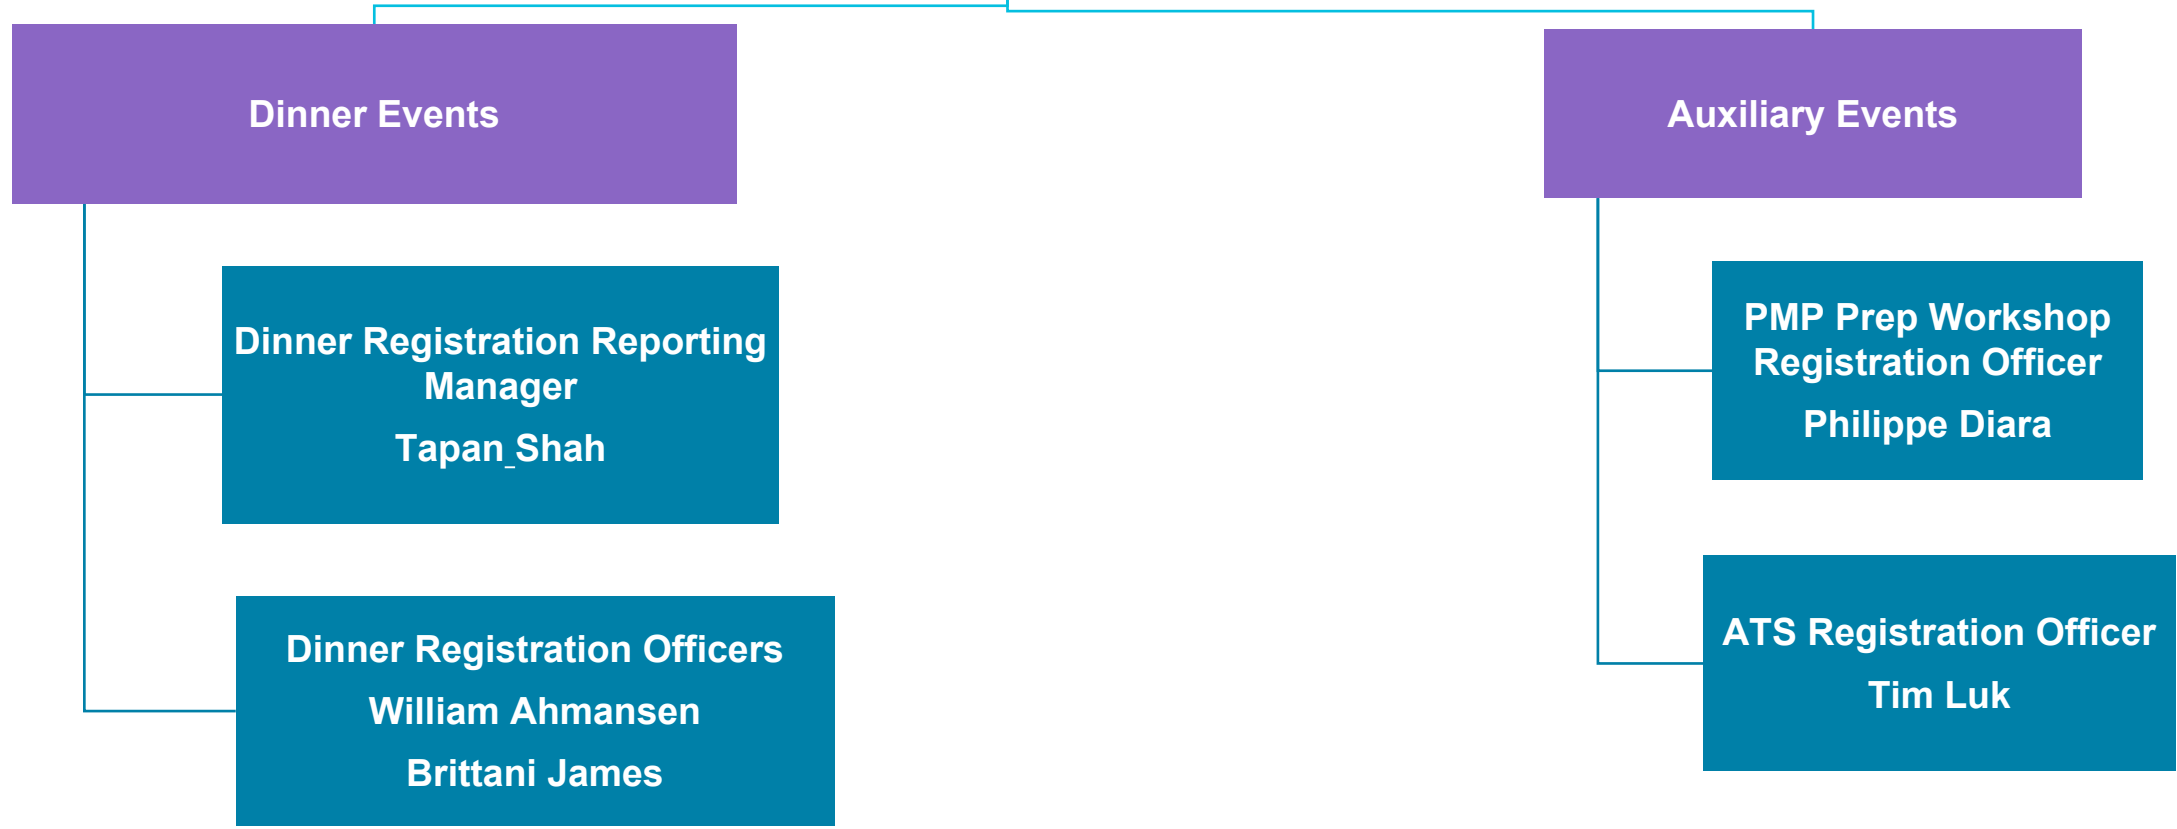 Dinner Events
Auxiliary Events
Dinner Registration Reporting
Manager
Tapan Shah
PMP Prep Workshop
Registration Officer
Philippe Diara
Dinner Registration Officers
William Ahmansen
Brittani James
ATS Registration Officer
Tim Luk